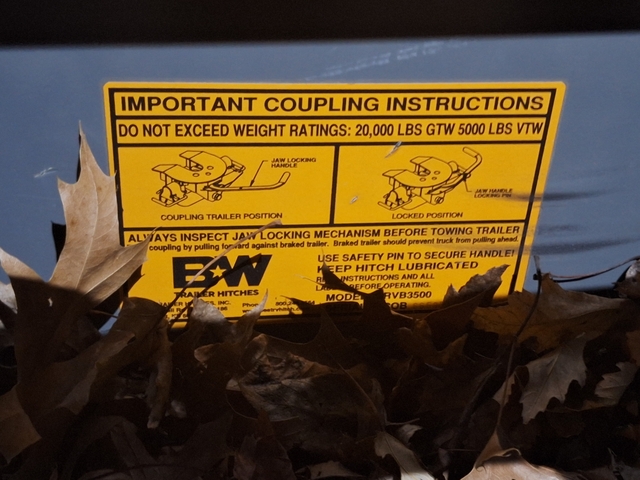 IMPORTANT COUPLING INSTRUCTIONS
DO NOT EXCEED WEIGHT RATINGS: 20,000 LBS GTW 5000 LBS VTW
JAW LOCKING
HANDLE
COUPLING TRAILER POSITION
JAW HANDLE
LOCKING
LOCKED POSITION
ALWAYS INSPECT JAW LOCKING MECHANISM BEFORE TOWING TRAILER
coupling by pulling forward against braked trailer. Braked trailer should prevent truck from pulling ahead.
B★W
TRAILER HITCHES
USE SAFETY PIN TO SECURE HANDLE!
KEEP HITCH LUBRICATED
INSTRUCTIONS AND ALL
BEFORE OPERATING.
MODEL RVB3500
INC.